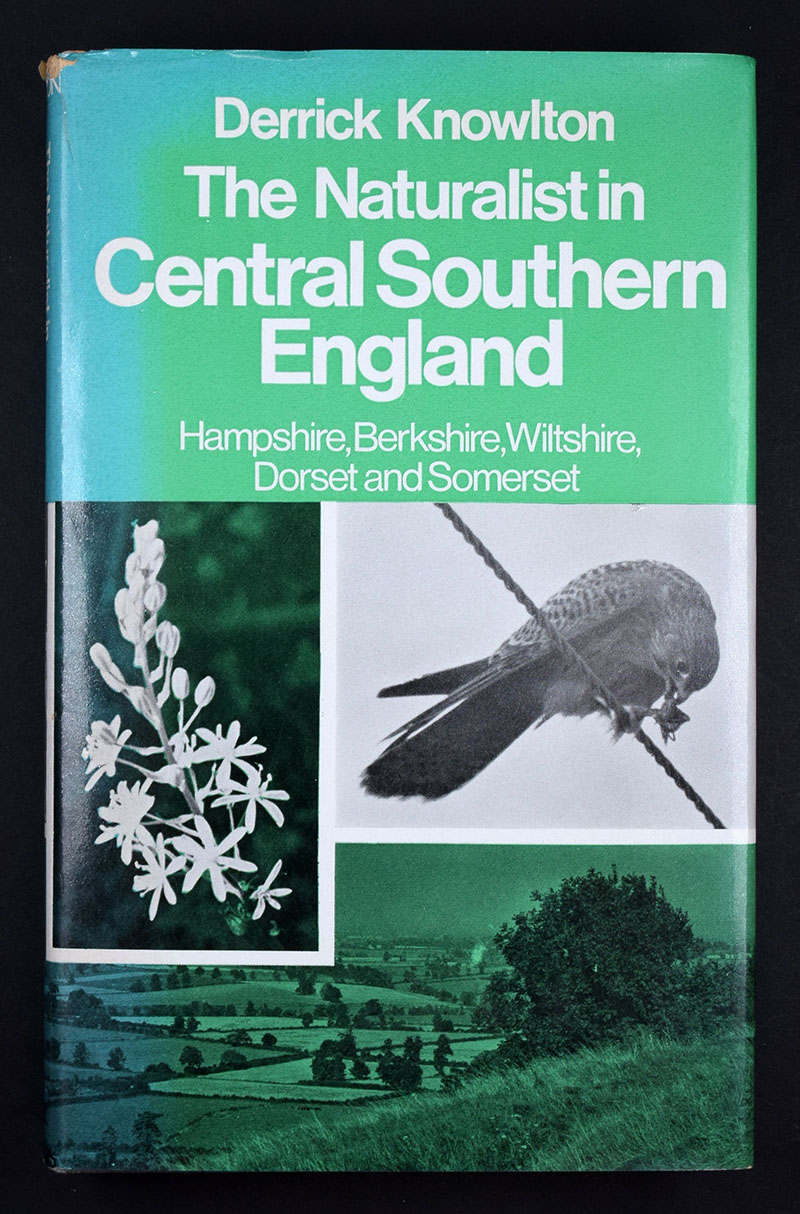 Derrick Knowlton
The Naturalist in
Central Southern
England
Hampshire, Berkshire, Wiltshire,
Dorset and Somerset